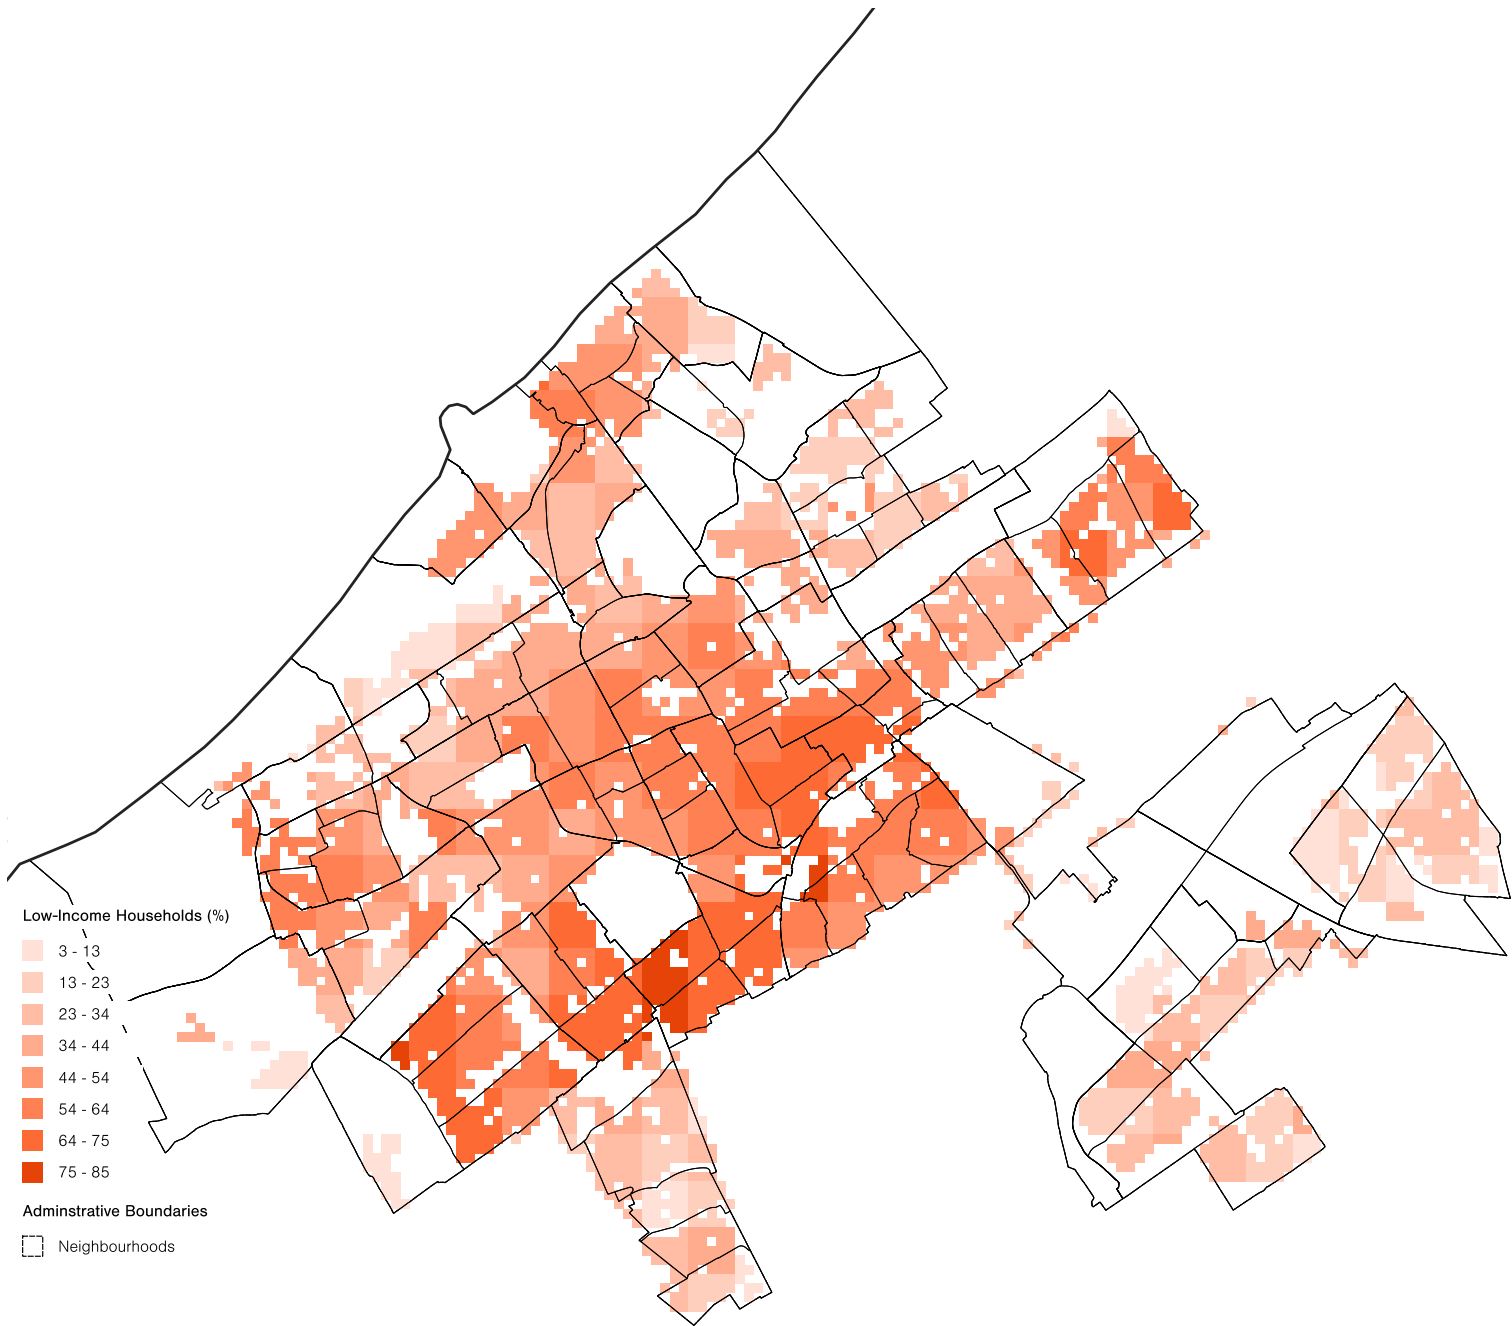 Low-Income Households (%)
3 - 13
13 - 23
23 - 34
34 - 44
44 - 54
54 - 64
64 - 75
75 - 85
Adminstrative Boundaries
Neighbourhoods